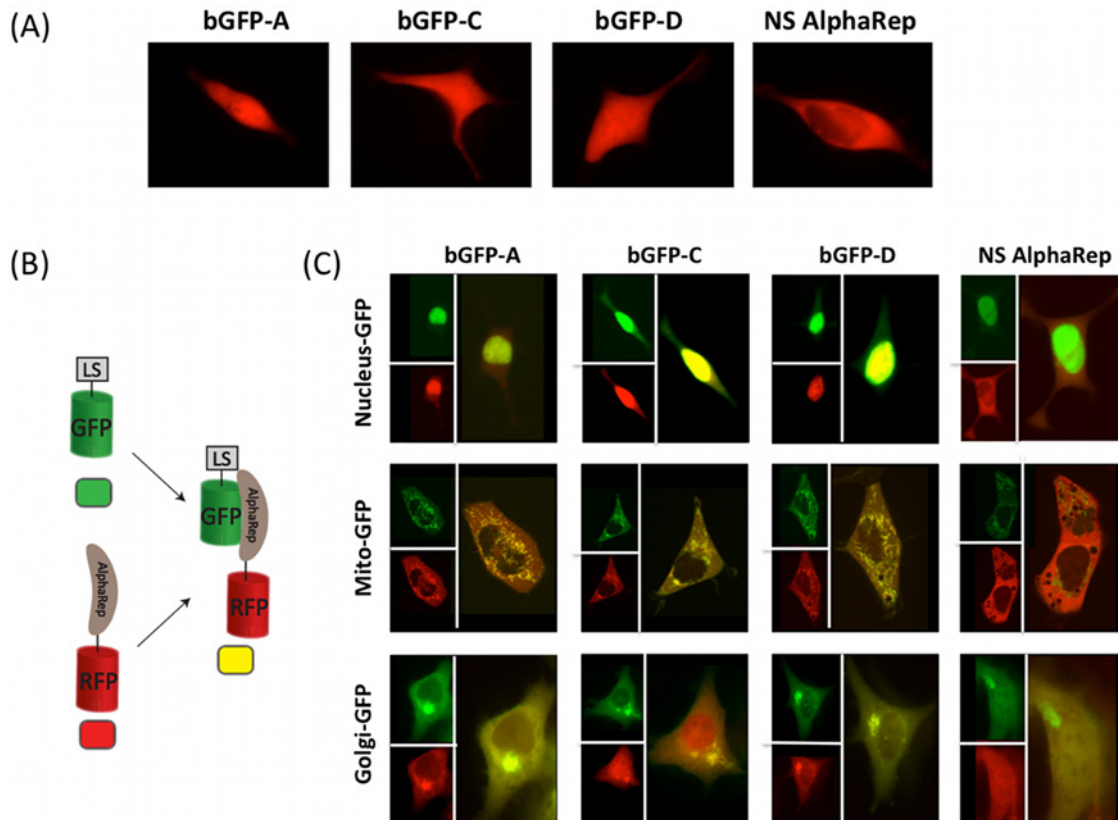 (A)
bGFP-A bGFP-C bGFP-D NS AlphaRep
(B)
LS
GFP
AlphaRep
RFP
LS
GFP
AlphaRep
RFP
(C)
bGFP-A bGFP-C bGFP-D NS AlphaRep
Nucleus-GFP
Mito-GFP
Golgi-GFP